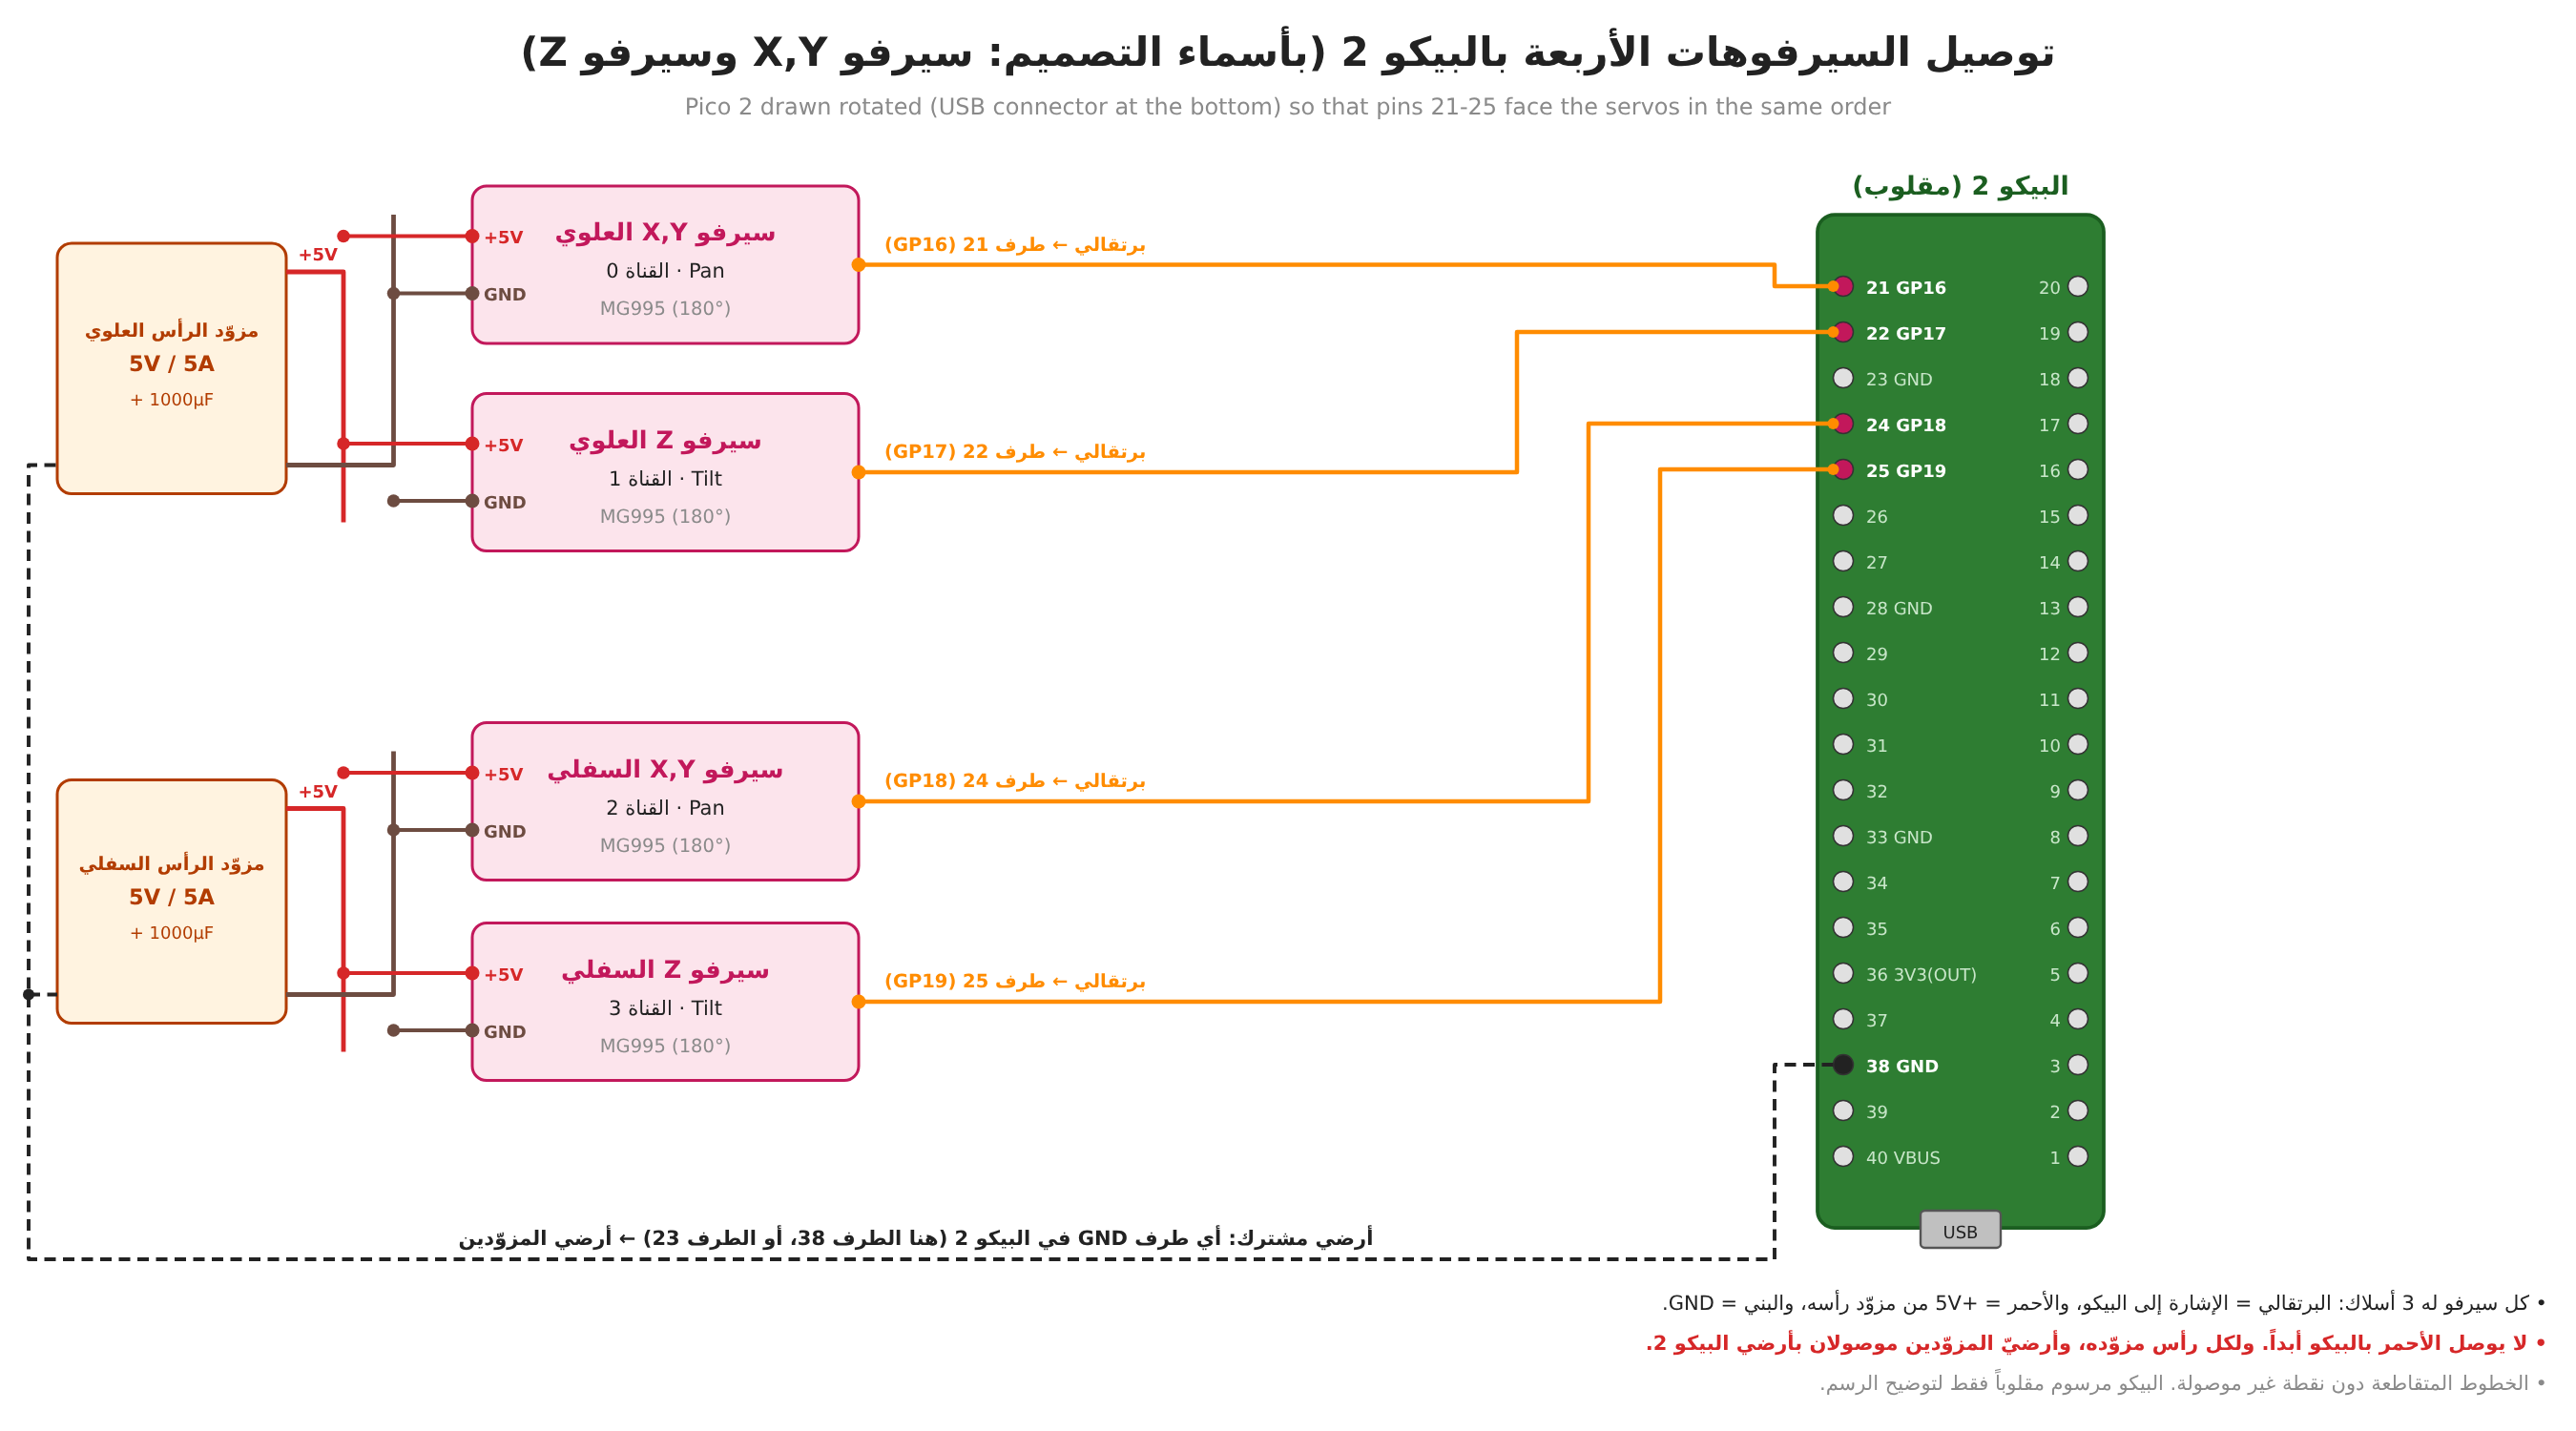 توصيل السيرفوهات الأربعة بالبيكو 2 (بأسماء التصميم: سيرفو X,Y وسيرفو Z)
Pico 2 drawn rotated (USB connector at the bottom) so that pins 21-25 face the servos in the same order
مزوّد الرأس العلوي
5V / 5A
+ 1000µF
+5V
+5V
GND
سيرفو X,Y العلوي
القناة 0 · Pan
MG995 (180°)
برتقالي ← طرف 21 (GP16)
+5V
GND
سيرفو Z العلوي
القناة 1 · Tilt
MG995 (180°)
برتقالي ← طرف 22 (GP17)
مزوّد الرأس السفلي
5V / 5A
+ 1000µF
+5V
+5V
GND
سيرفو X,Y السفلي
القناة 2 · Pan
MG995 (180°)
برتقالي ← طرف 24 (GP18)
+5V
GND
سيرفو Z السفلي
القناة 3 · Tilt
MG995 (180°)
برتقالي ← طرف 25 (GP19)
البيكو 2 (مقلوب)
21 GP16 20
22 GP17 19
23 GND 18
24 GP18 17
25 GP19 16
26 15
27 14
28 GND 13
29 12
30 11
31 10
32 9
33 GND 8
34 7
35 6
36 3V3(OUT) 5
37 4
38 GND 3
39 2
40 VBUS 1
USB
أرضي مشترك: أي طرف GND في البيكو 2 (هنا الطرف 38، أو الطرف 23) ← أرضي المزوّدين
• كل سيرفو له 3 أسلاك: البرتقالي = الإشارة إلى البيكو، والأحمر = +5V من مزوّد رأسه، والبني = GND.
• لا يوصل الأحمر بالبيكو أبداً. ولكل رأس مزوّده، وأرضيّ المزوّدين موصولان بأرضي البيكو 2.
• الخطوط المتقاطعة دون نقطة غير موصولة. البيكو مرسوم مقلوباً فقط لتوضيح الرسم.